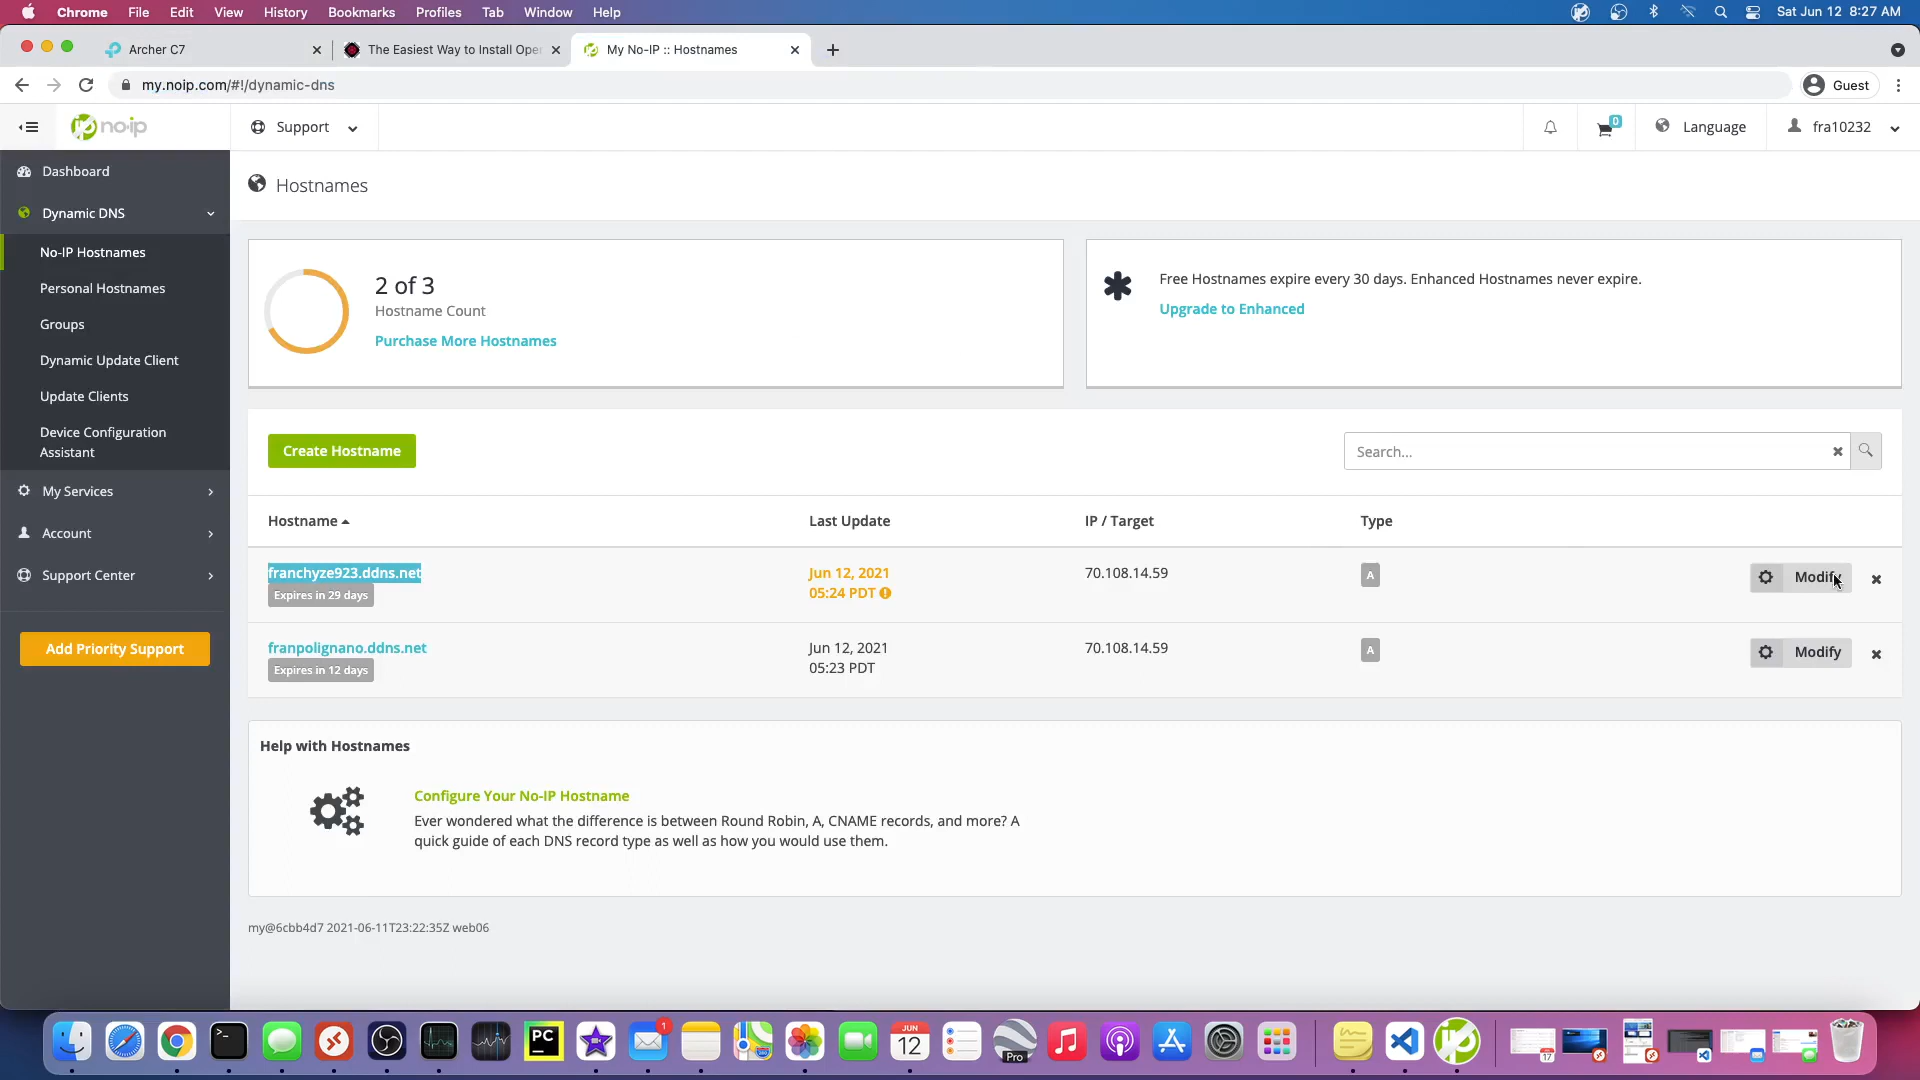 Chrome File Edit View History Bookmarks Profiles Tab Window Help
Sat Jun 12 8:27 AM
Archer C7
The Easiest Way to Install Ope
My No-IP :: Hostnames
my.noip.com/#!/dynamic-dns
Guest
no-ip
Support
0
Language
fra10232
Dashboard
Dynamic DNS
No-IP Hostnames
Personal Hostnames
Groups
Dynamic Update Client
Update Clients
Device Configuration
Assistant
My Services
Account
Support Center
Add Priority Support
Hostnames
2 of 3
Hostname Count
Purchase More Hostnames
Free Hostnames expire every 30 days. Enhanced Hostnames never expire.
Upgrade to Enhanced
Create Hostname
Search...
Hostname Last Update IP / Target Type
franchyze923.ddns.net
Expires in 29 days
Jun 12, 2021
05:24 PDT
70.108.14.59
A
Modify
franpolignano.ddns.net
Expires in 12 days
Jun 12, 2021
05:23 PDT
70.108.14.59
A
Modify
Help with Hostnames
Configure Your No-IP Hostname
Ever wondered what the difference is between Round Robin, A, CNAME records, and more? A
quick guide of each DNS record type as well as how you would use them.
my@6cbb4d7 2021-06-11T23:22:35Z web06
PC
1
JUN
12
Pro
17